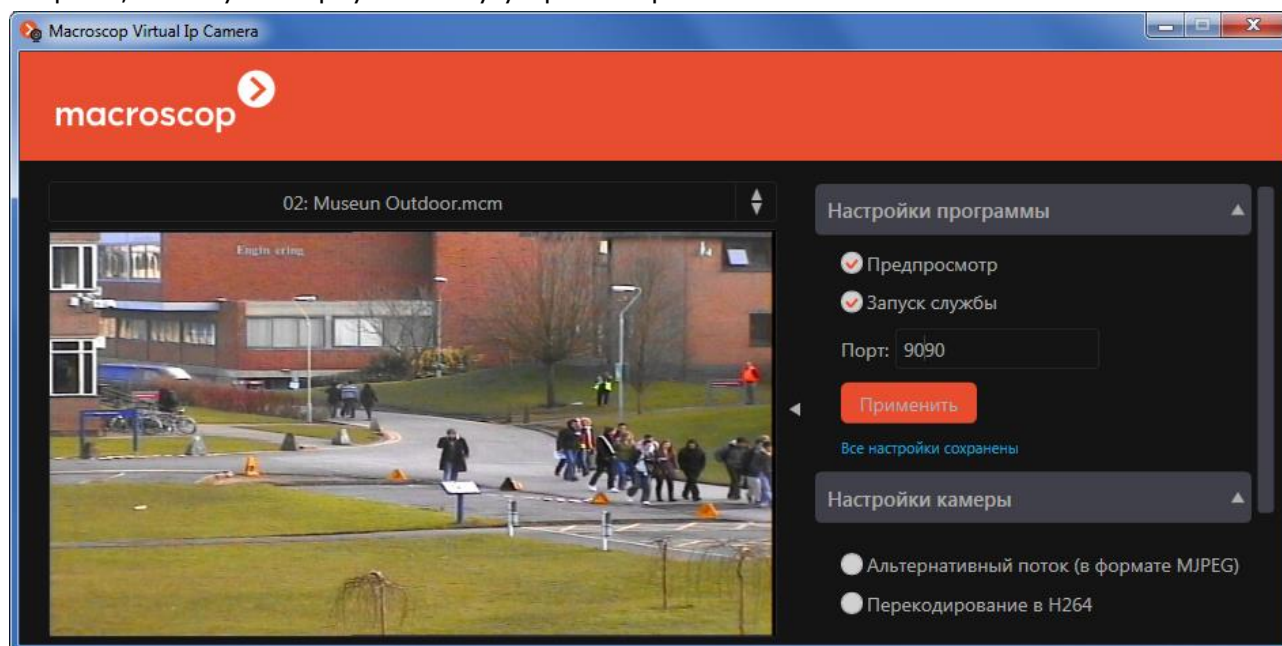 Macroscop Virtual Ip Camera
macroscop
02: Museun Outdoor.mcm
Engin ering
Настройки программы
Предпросмотр
Запуск службы
Порт: 9090
Применить
Все настройки сохранены
Настройки камеры
Альтернативный поток (в формате MJPEG)
Перекодирование в H264